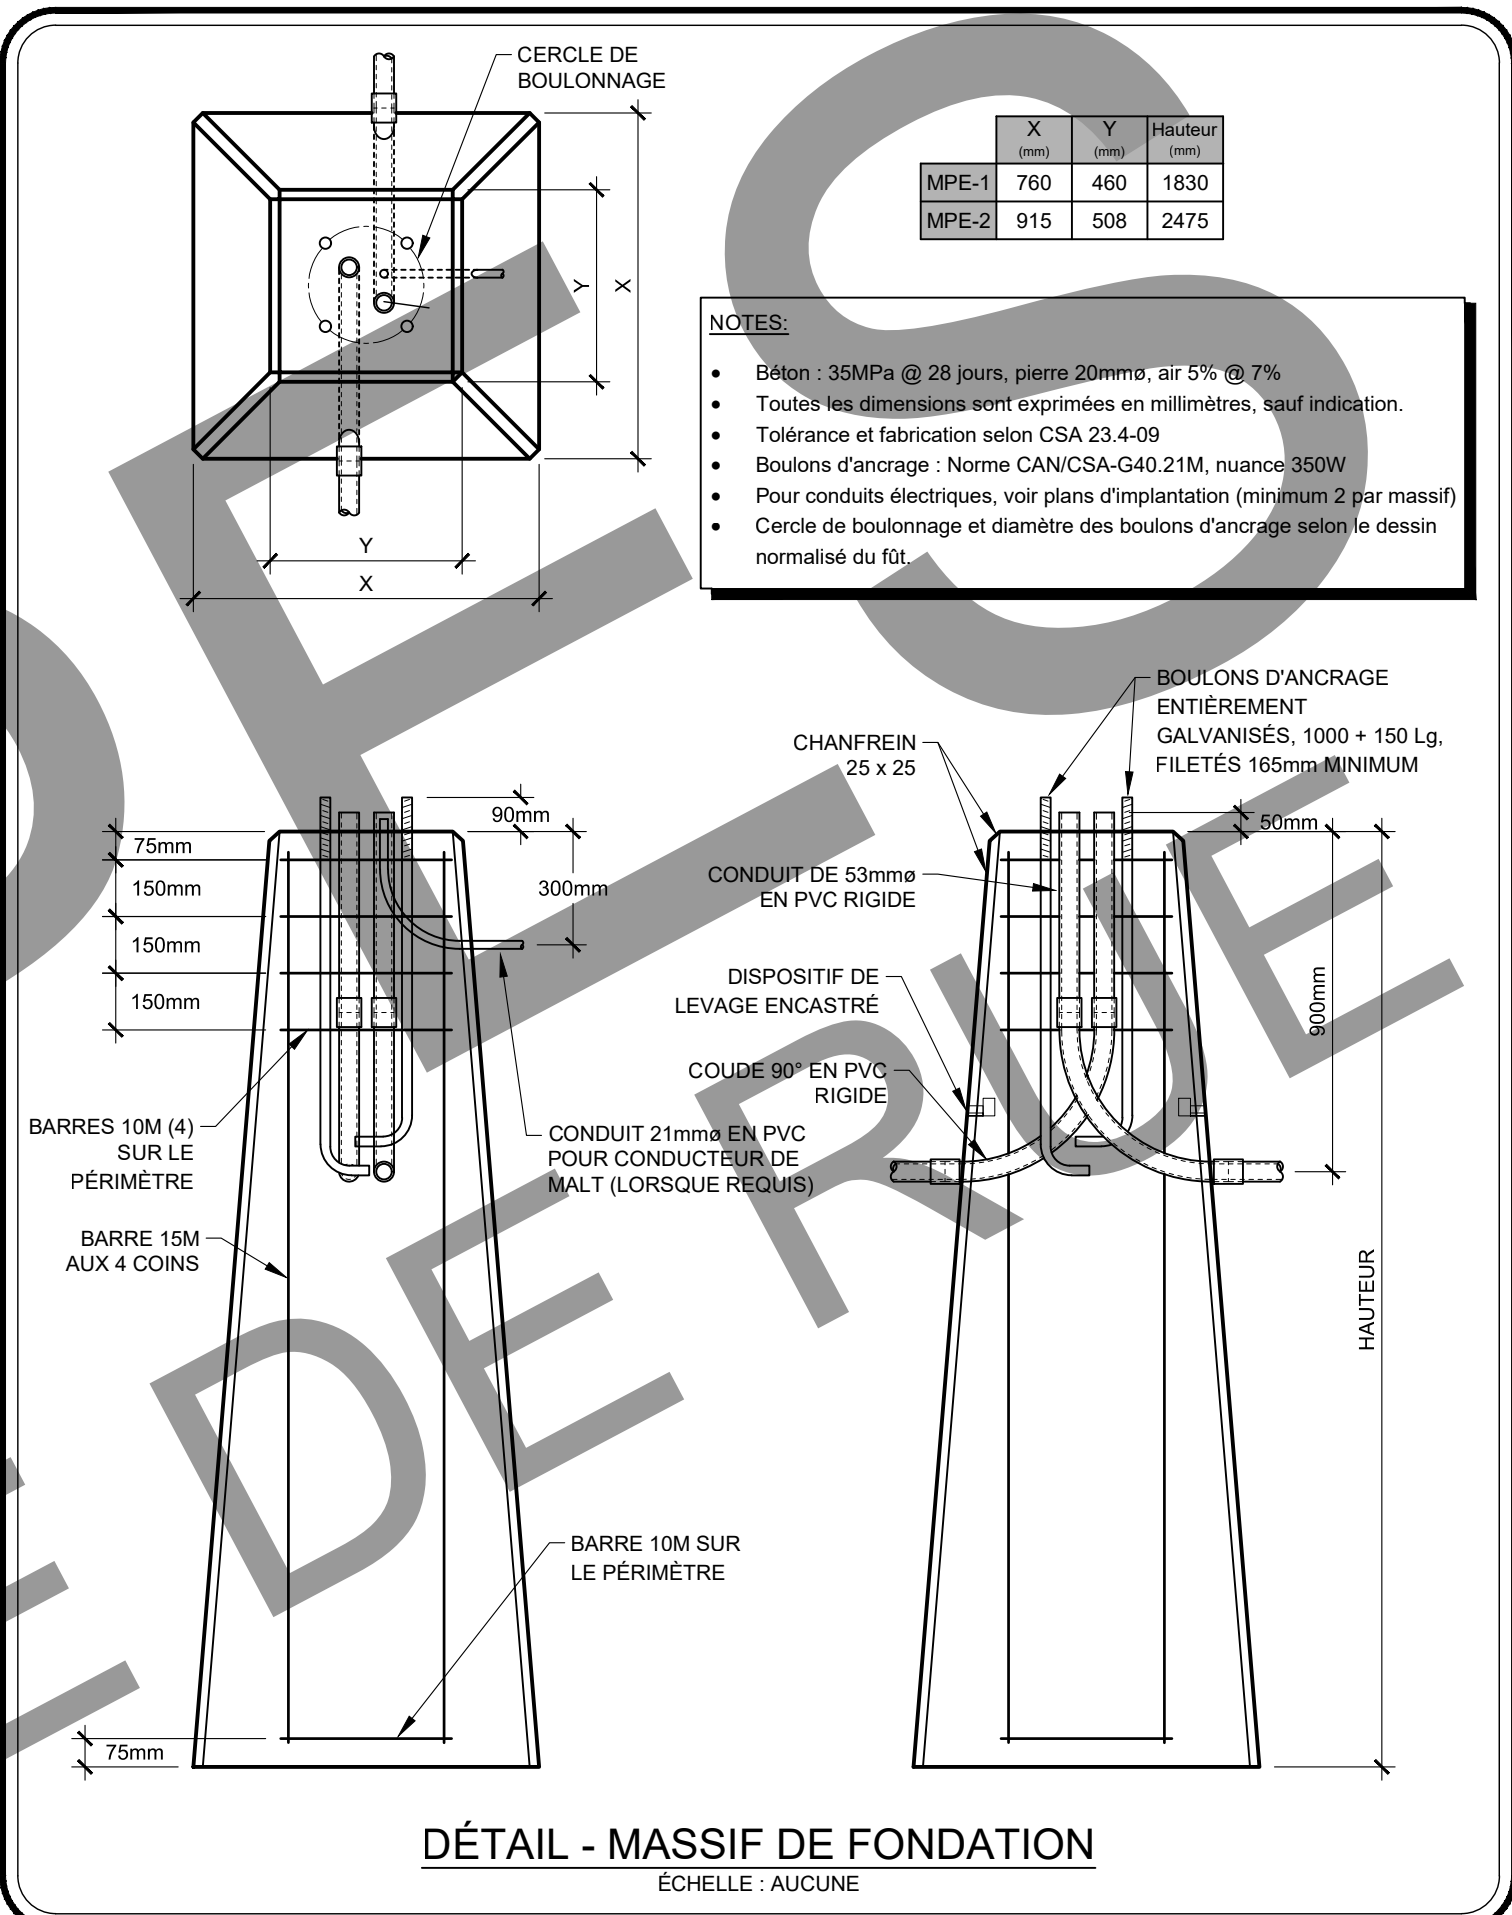 CERCLE DE
BOULONNAGE
X Y Hauteur
(mm) (mm) (mm)
MPE-1 760 460 1830
MPE-2 915 508 2475
Y
X
Y
X
NOTES:
• Béton : 35MPa @ 28 jours, pierre 20mmø, air 5% @ 7%
• Toutes les dimensions sont exprimées en millimètres, sauf indication.
• Tolérance et fabrication selon CSA 23.4-09
• Boulons d'ancrage : Norme CAN/CSA-G40.21M, nuance 350W
• Pour conduits électriques, voir plans d'implantation (minimum 2 par massif)
• Cercle de boulonnage et diamètre des boulons d'ancrage selon le dessin
normalisé du fût.
90mm
75mm
150mm
150mm
150mm
300mm
BARRES 10M (4)
SUR LE
PÉRIMÈTRE
BARRE 15M
AUX 4 COINS
CONDUIT 21mmø EN PVC
POUR CONDUCTEUR DE
MALT (LORSQUE REQUIS)
BARRE 10M SUR
LE PÉRIMÈTRE
75mm
BOULONS D'ANCRAGE
ENTIÈREMENT
GALVANISÉS, 1000 + 150 Lg,
FILETÉS 165mm MINIMUM
CHANFREIN
25 x 25
50mm
CONDUIT DE 53mmø
EN PVC RIGIDE
DISPOSITIF DE
LEVAGE ENCASTRÉ
COUDE 90° EN PVC
RIGIDE
900mm
HAUTEUR
DÉTAIL - MASSIF DE FONDATION
ÉCHELLE : AUCUNE
PLS
E DE RUE